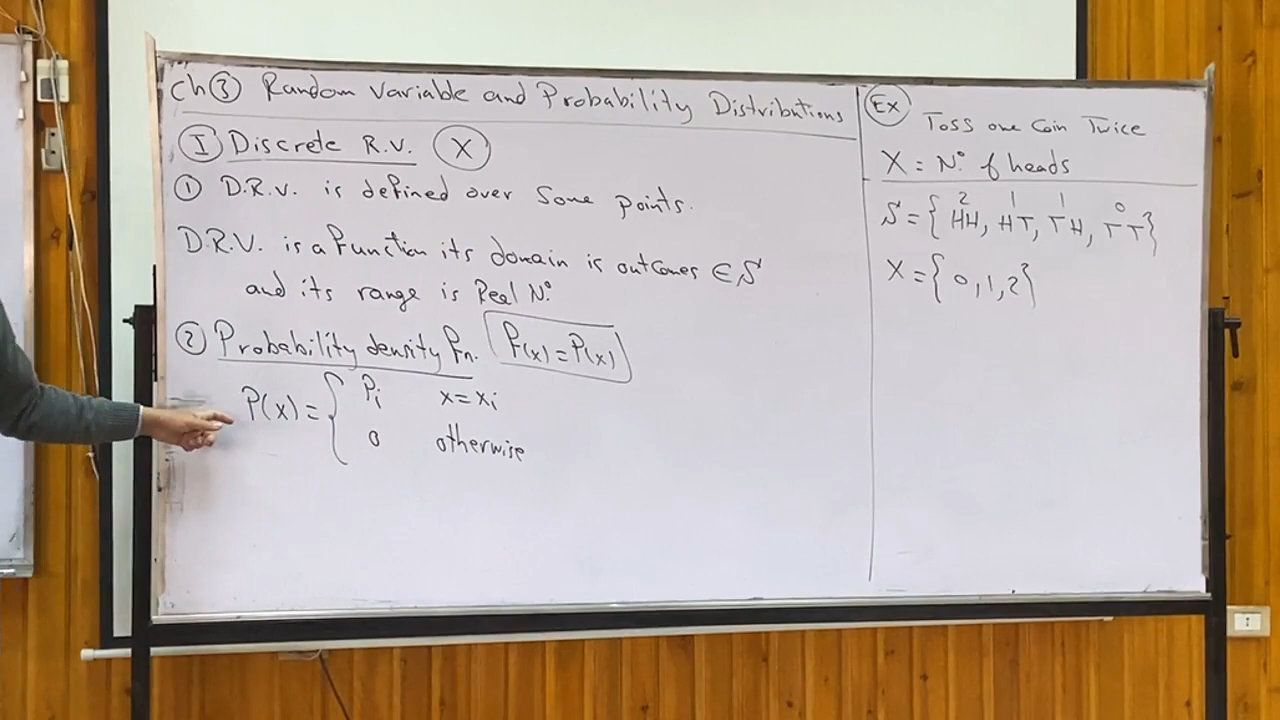 Ch ③ Random Variable and Probability Distributions
Ⓘ Discrete R.V. Ⓧ
① D.R.V. is defined over some points.
D.R.V. is a function its domain is outcomes ∈ S
and its range is Real N°.
② Probability density fn. f(x) = P(x)
P(x) = { Pi x = xi
0 otherwise
Ex Toss one Coin Twice
X = N° of heads
2 1 1 0
S = { HH, HT, TH, TT }
X = { 0, 1, 2 }